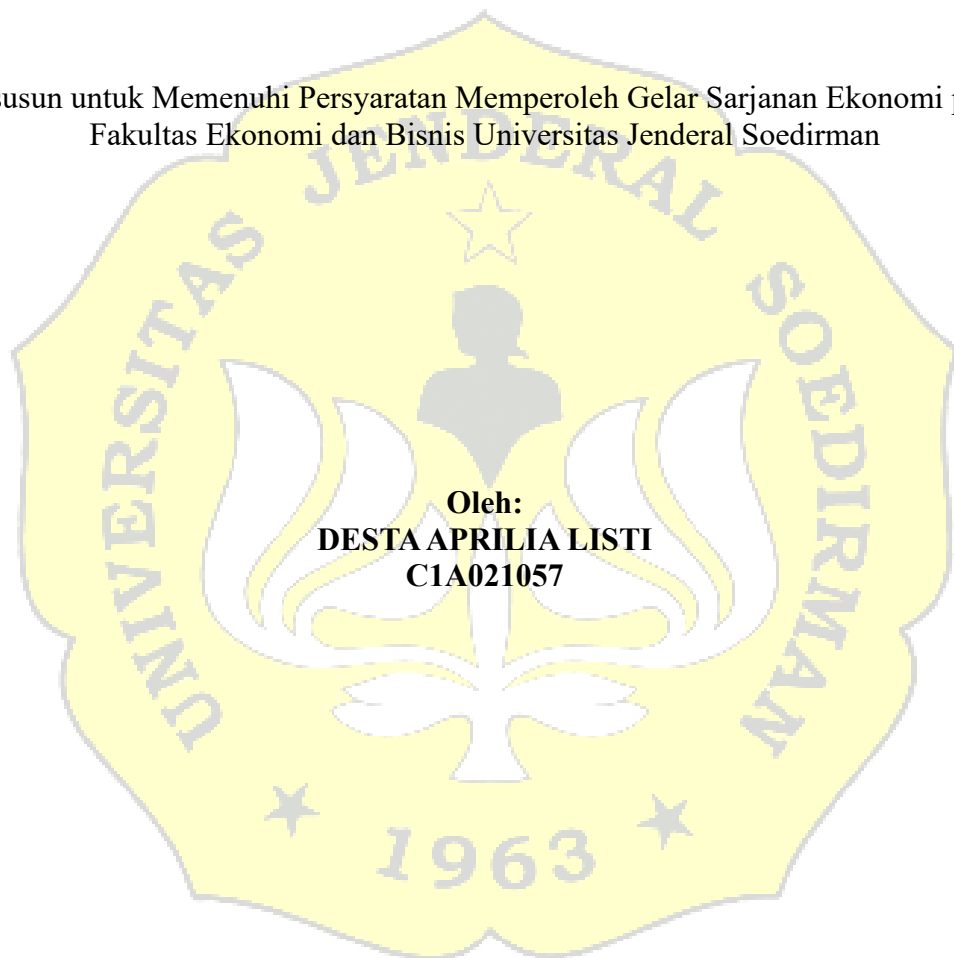 susun untuk Memenuhi Persyaratan Memperoleh Gelar Sarjanan Ekonomi p
Fakultas Ekonomi dan Bisnis Universitas Jenderal Soedirman
UNIVERSITAS JENDERAL SOEDIRMAN
Oleh:
DESTA APRILIA LISTI
C1A021057
1963